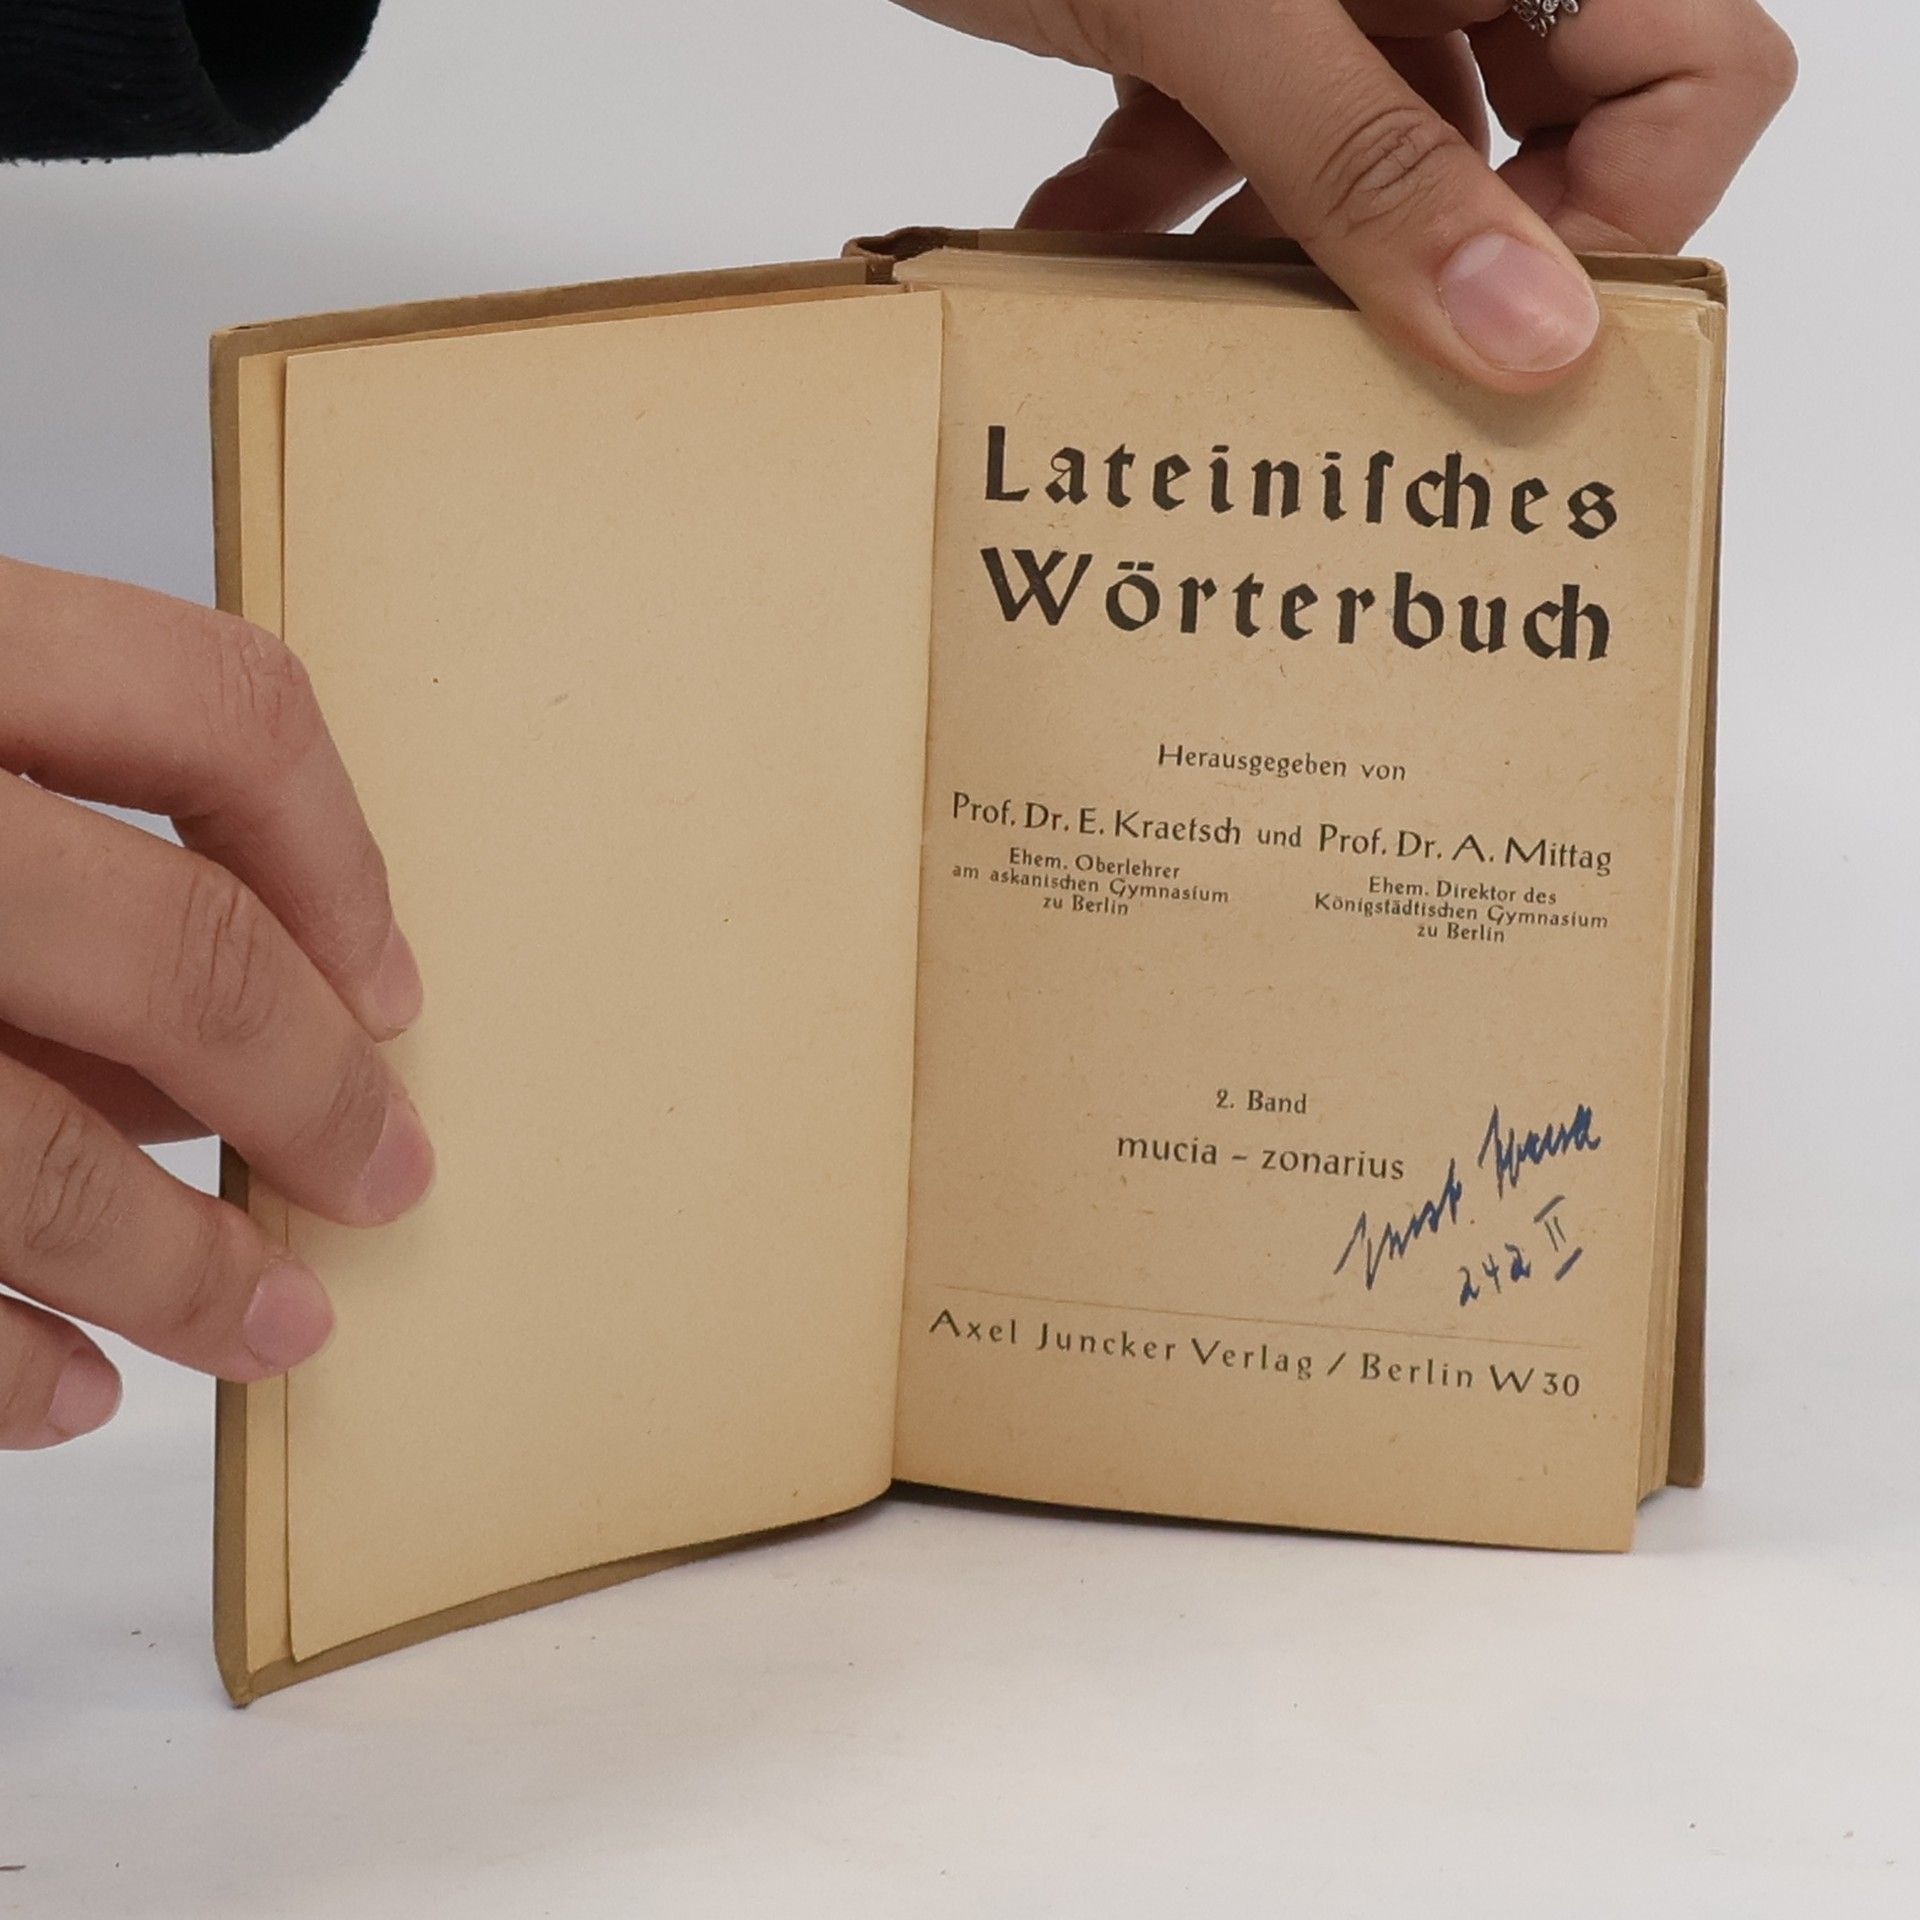 Lateiniſches
Wörterbuch
Herausgegeben von
Prof. Dr. E. Kraetsch und Prof. Dr. A. Mittag
Ehem. Oberlehrer
am askanischen Gymnasium
zu Berlin
Ehem. Direktor des
Königstädtischen Gymnasium
zu Berlin
2. Band
mucia – zonarius
242 II
Axel Juncker Verlag / Berlin W 30